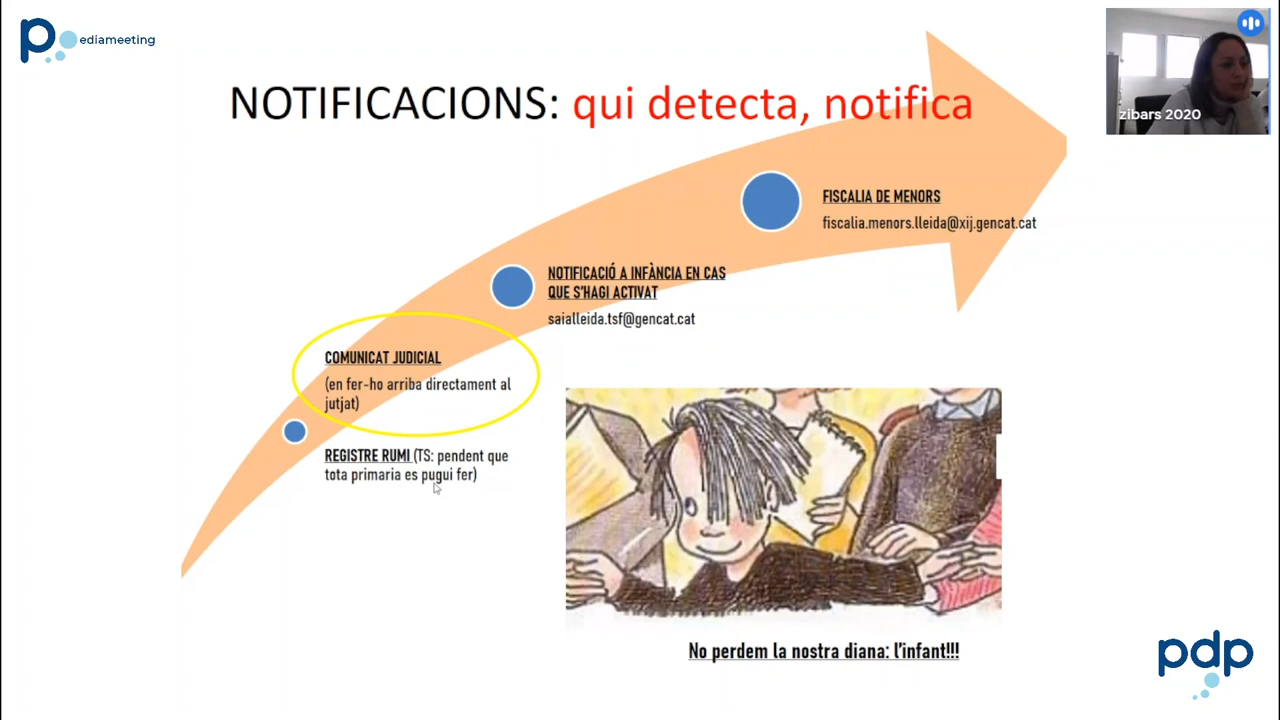 pediameeting
zibars 2020
NOTIFICACIONS: qui detecta, notifica
FISCALIA DE MENORS
fiscalia.menors.lleida@xij.gencat.cat
NOTIFICACIÓ A INFÀNCIA EN CAS
QUE S'HAGI ACTIVAT
saialleida.tsf@gencat.cat
COMUNICAT JUDICIAL
(en fer-ho arriba directament al
jutjat)
REGISTRE RUMI (TS: pendent que
tota primaria es pugui fer)
No perdem la nostra diana: l'infant!!!
pdp